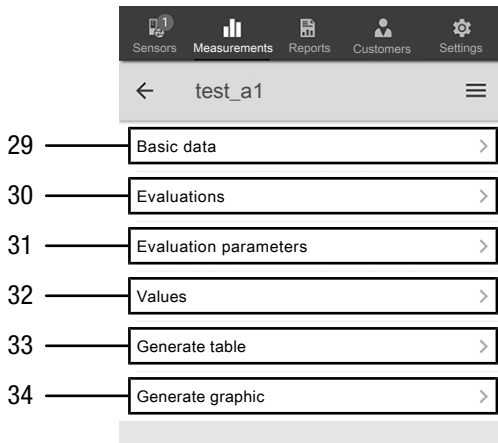 1
Sensors Measurements Reports Customers Settings
test_a1
29 Basic data
30 Evaluations
31 Evaluation parameters
32 Values
33 Generate table
34 Generate graphic